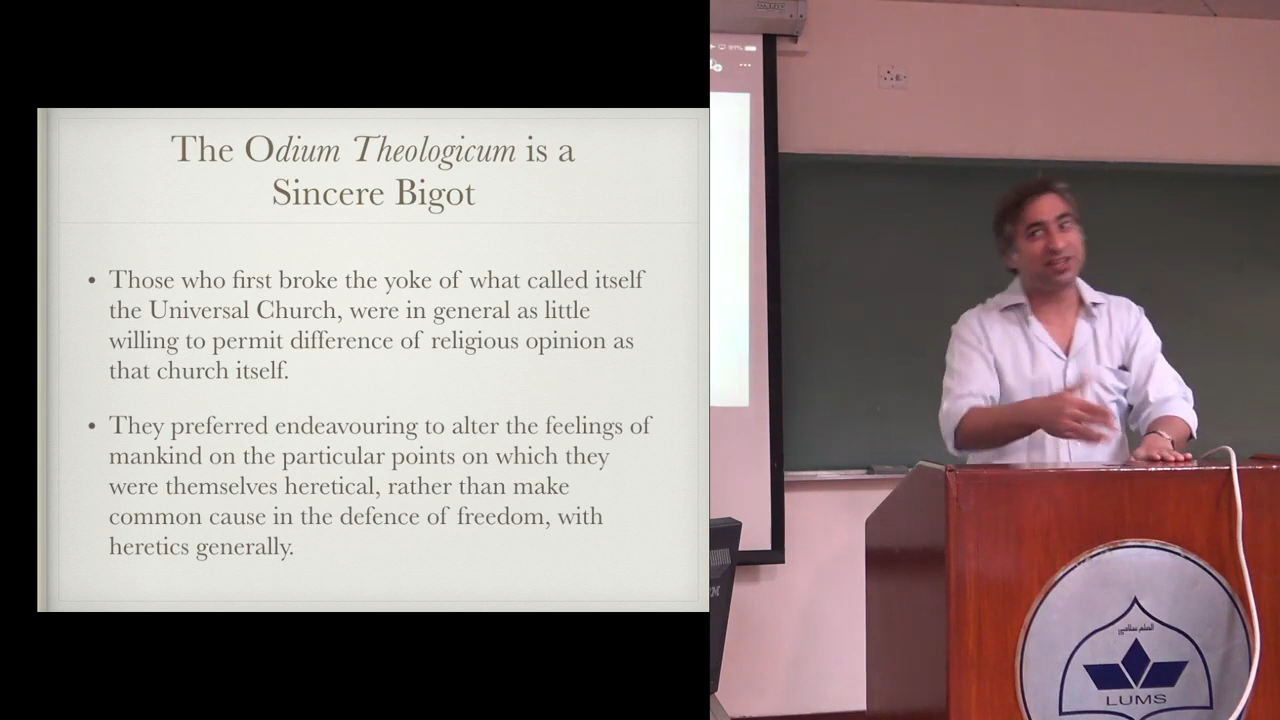 The Odium Theologicum is a
Sincere Bigot
• Those who first broke the yoke of what called itself
the Universal Church, were in general as little
willing to permit difference of religious opinion as
that church itself.
• They preferred endeavouring to alter the feelings of
mankind on the particular points on which they
were themselves heretical, rather than make
common cause in the defence of freedom, with
heretics generally.
91%
LUMS